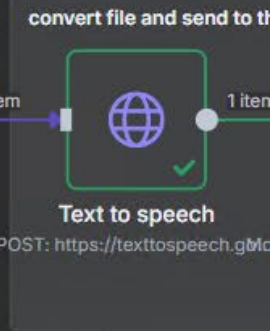 convert file and send to th
em
1 item
Text to speech
POST: https://texttospeech.g